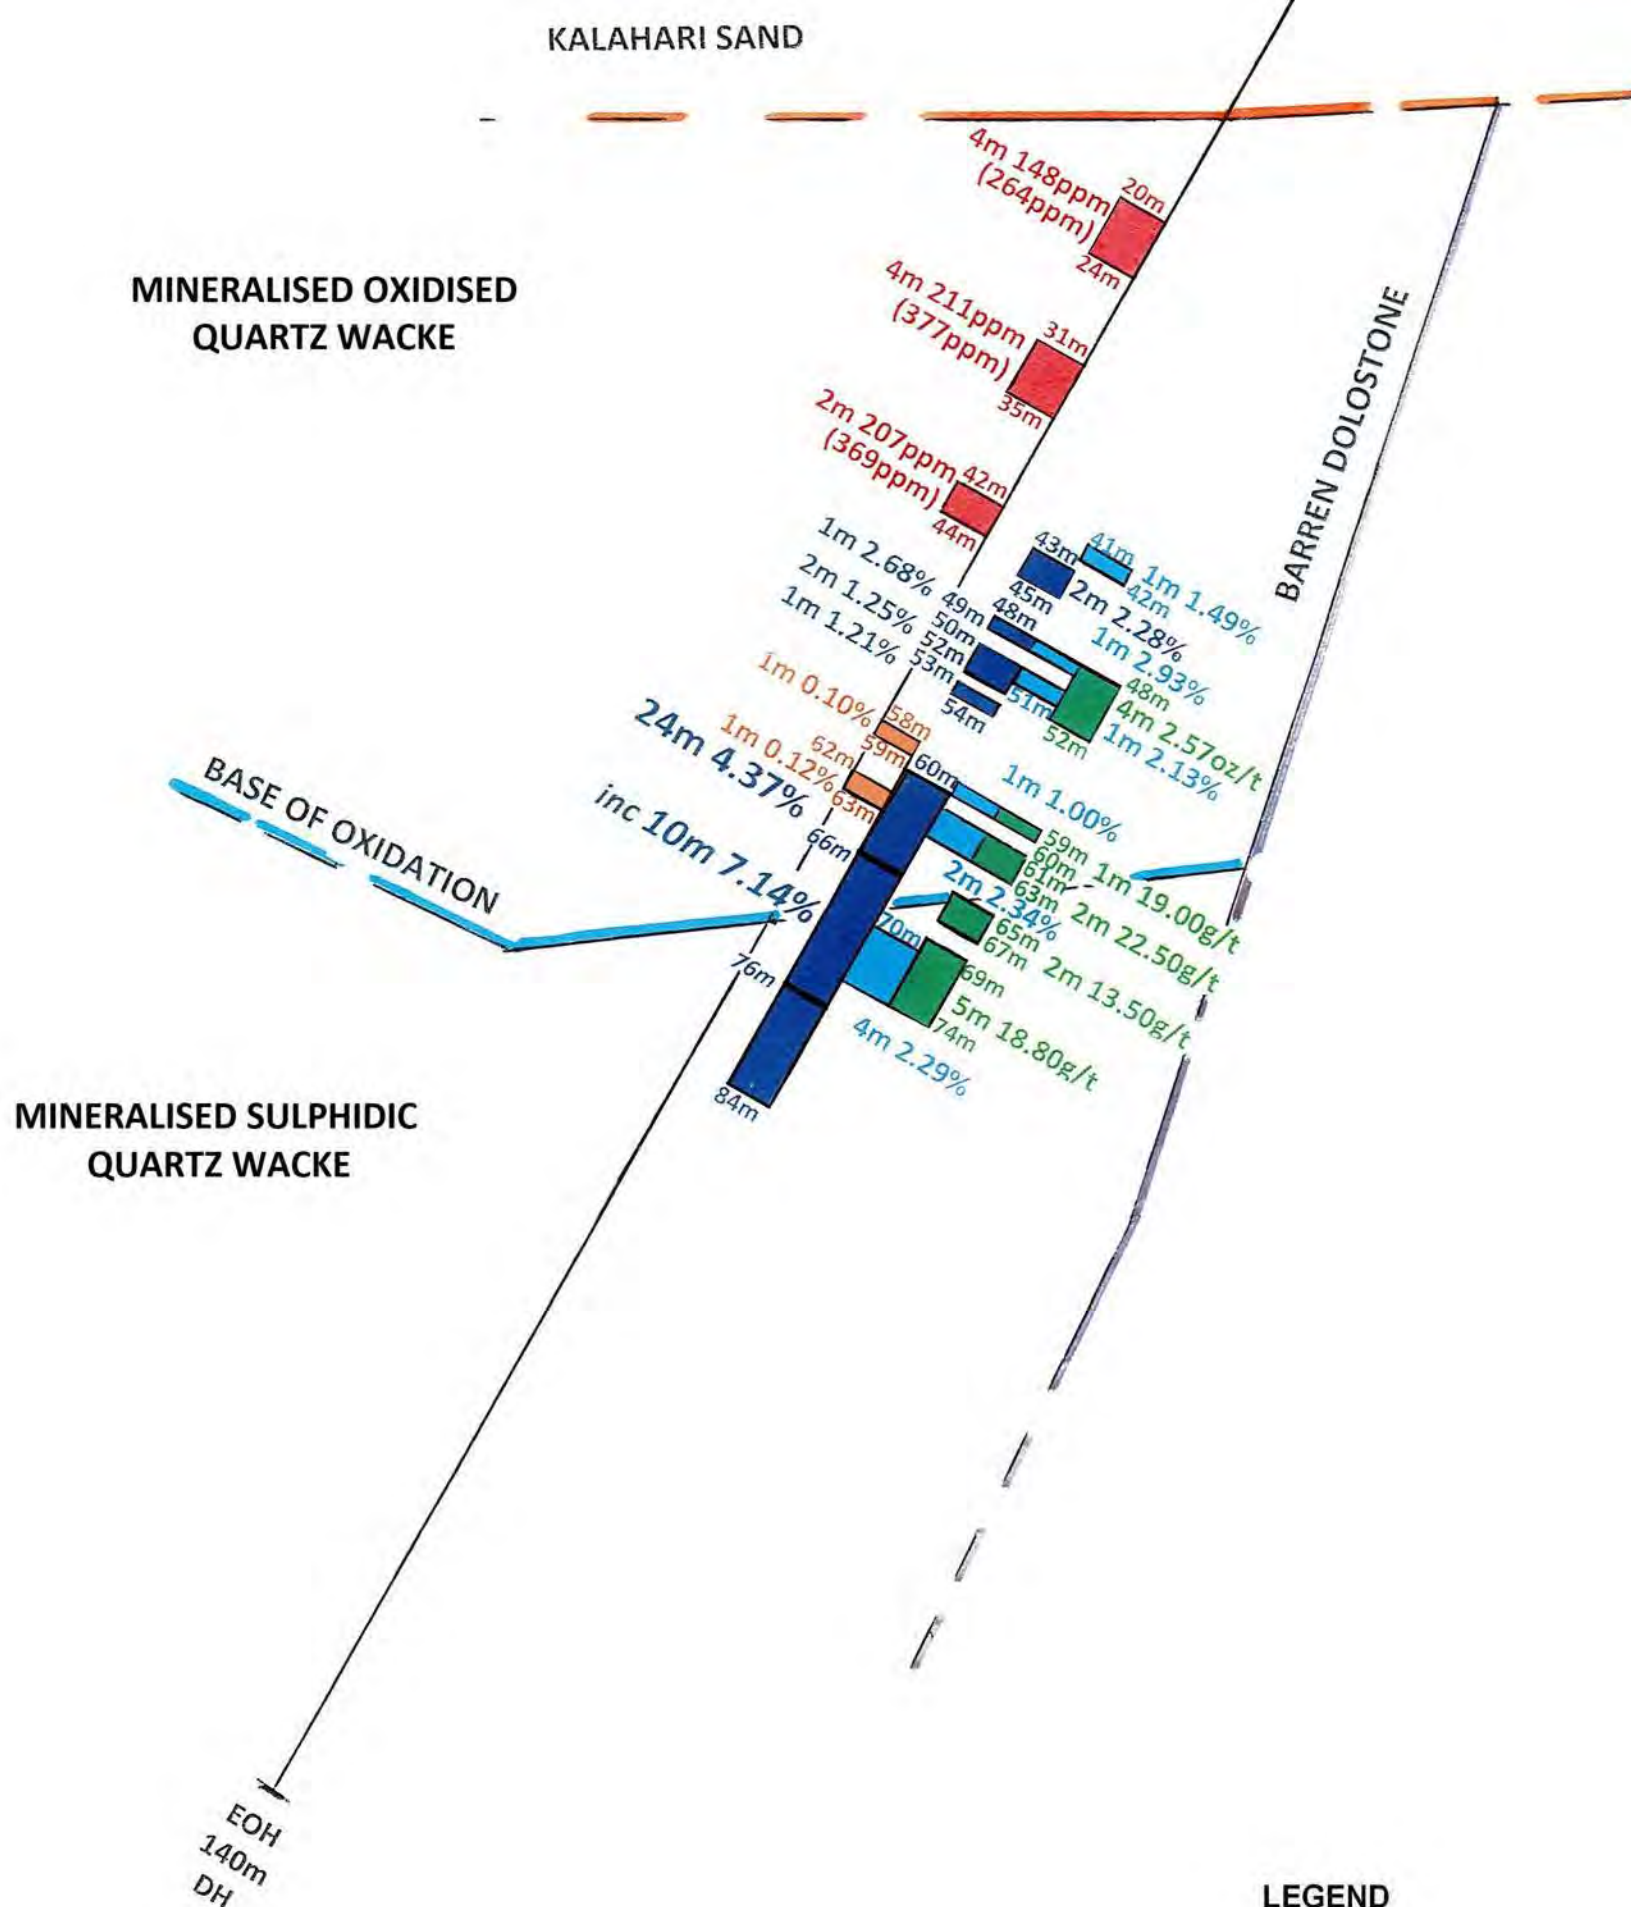 KALAHARI SAND
4m 148ppm
(264ppm)
20m
24m
MINERALISED OXIDISED
QUARTZ WACKE
4m 211ppm
(377ppm)
31m
35m
BARREN DOLOSTONE
2m 207ppm
(369ppm)
42m
44m
1m 2.68%
2m 1.25%
1m 1.21%
49m
50m
52m
53m
54m
43m
45m
2m 2.28%
41m
42m
1m 1.49%
48m
1m 2.93%
48m
4m 2.57oz/t
51m
52m
1m 2.13%
1m 0.10%
58m
59m
1m 0.12%
62m
63m
24m 4.37%
inc 10m 7.14%
60m
66m
70m
76m
84m
1m 1.00%
59m
60m
1m 19.00g/t
61m
63m
2m 22.50g/t
2m 2.34%
65m
67m
2m 13.50g/t
69m
74m
5m 18.80g/t
4m 2.29%
BASE OF OXIDATION
MINERALISED SULPHIDIC
QUARTZ WACKE
EOH
140m
DH
LEGEND